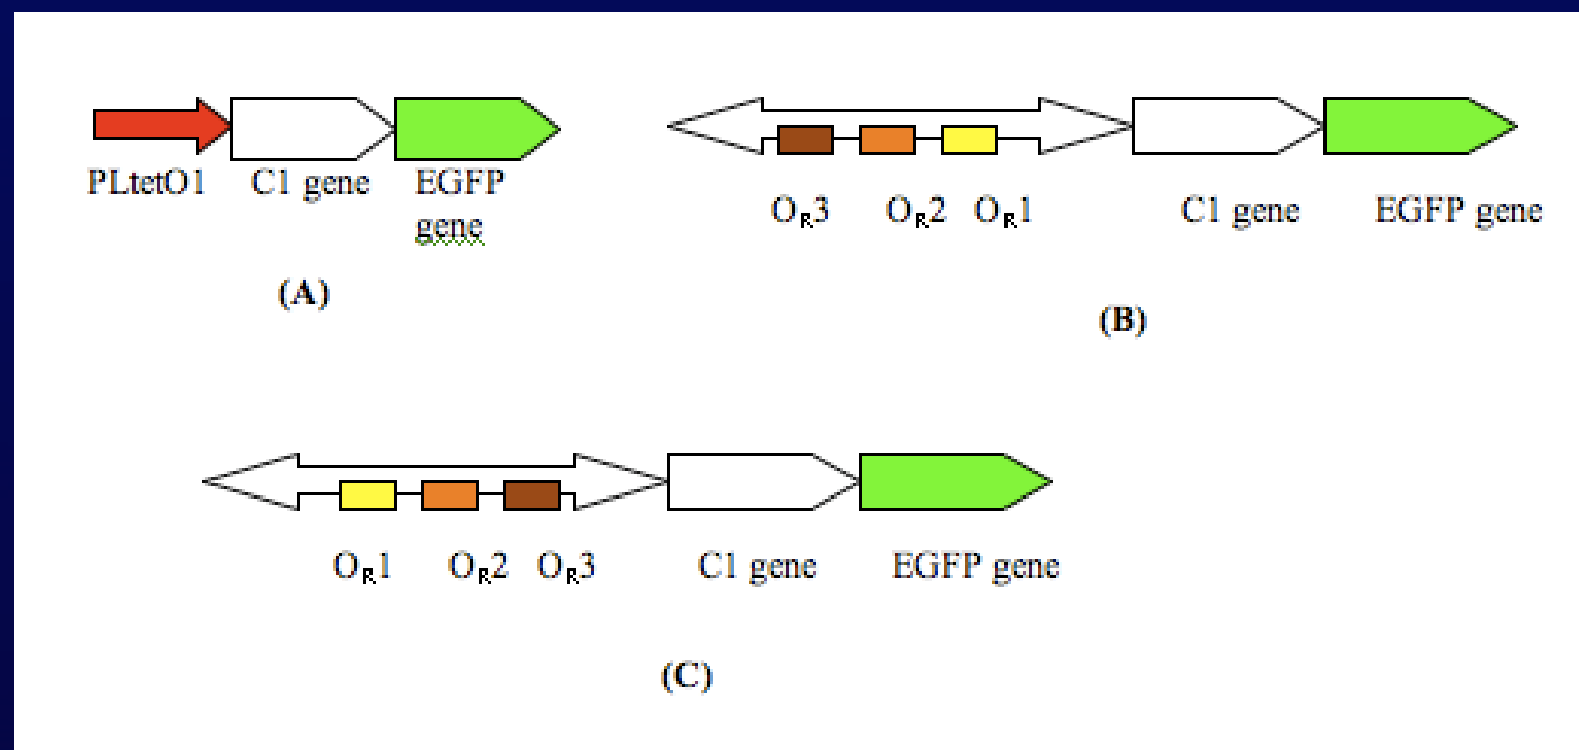 PLtetO1 C1 gene EGFP
gene
(A)
OR3 OR2 OR1 C1 gene EGFP gene
(B)
OR1 OR2 OR3 C1 gene EGFP gene
(C)